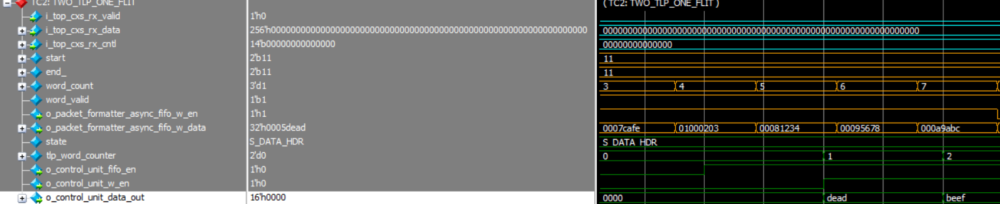 TC2: TWO_TLP_ONE_FLIT ( TC2: TWO_TLP_ONE_FLIT )
i_top_cxs_rx_valid 1'h0
i_top_cxs_rx_data 256'h0000000000000000000000000000000000000000000000000000000000000000 0000000000000000000000000000000000000000000000000000000000000000
i_top_cxs_rx_cntl 14'b00000000000000 00000000000000
start 2'b11 11
end_ 2'b11 11
word_count 3'd1 3 4 5 6 7
word_valid 1'b1
o_packet_formatter_async_fifo_w_en 1'h1
o_packet_formatter_async_fifo_w_data 32'h0005dead 0007cafe 01000203 00081234 00095678 000a9abc
state S_DATA_HDR S_DATA_HDR
tlp_word_counter 2'd0 0 1 2
o_control_unit_fifo_en 1'h0
o_control_unit_w_en 1'h0
o_control_unit_data_out 16'h0000 0000 dead beef